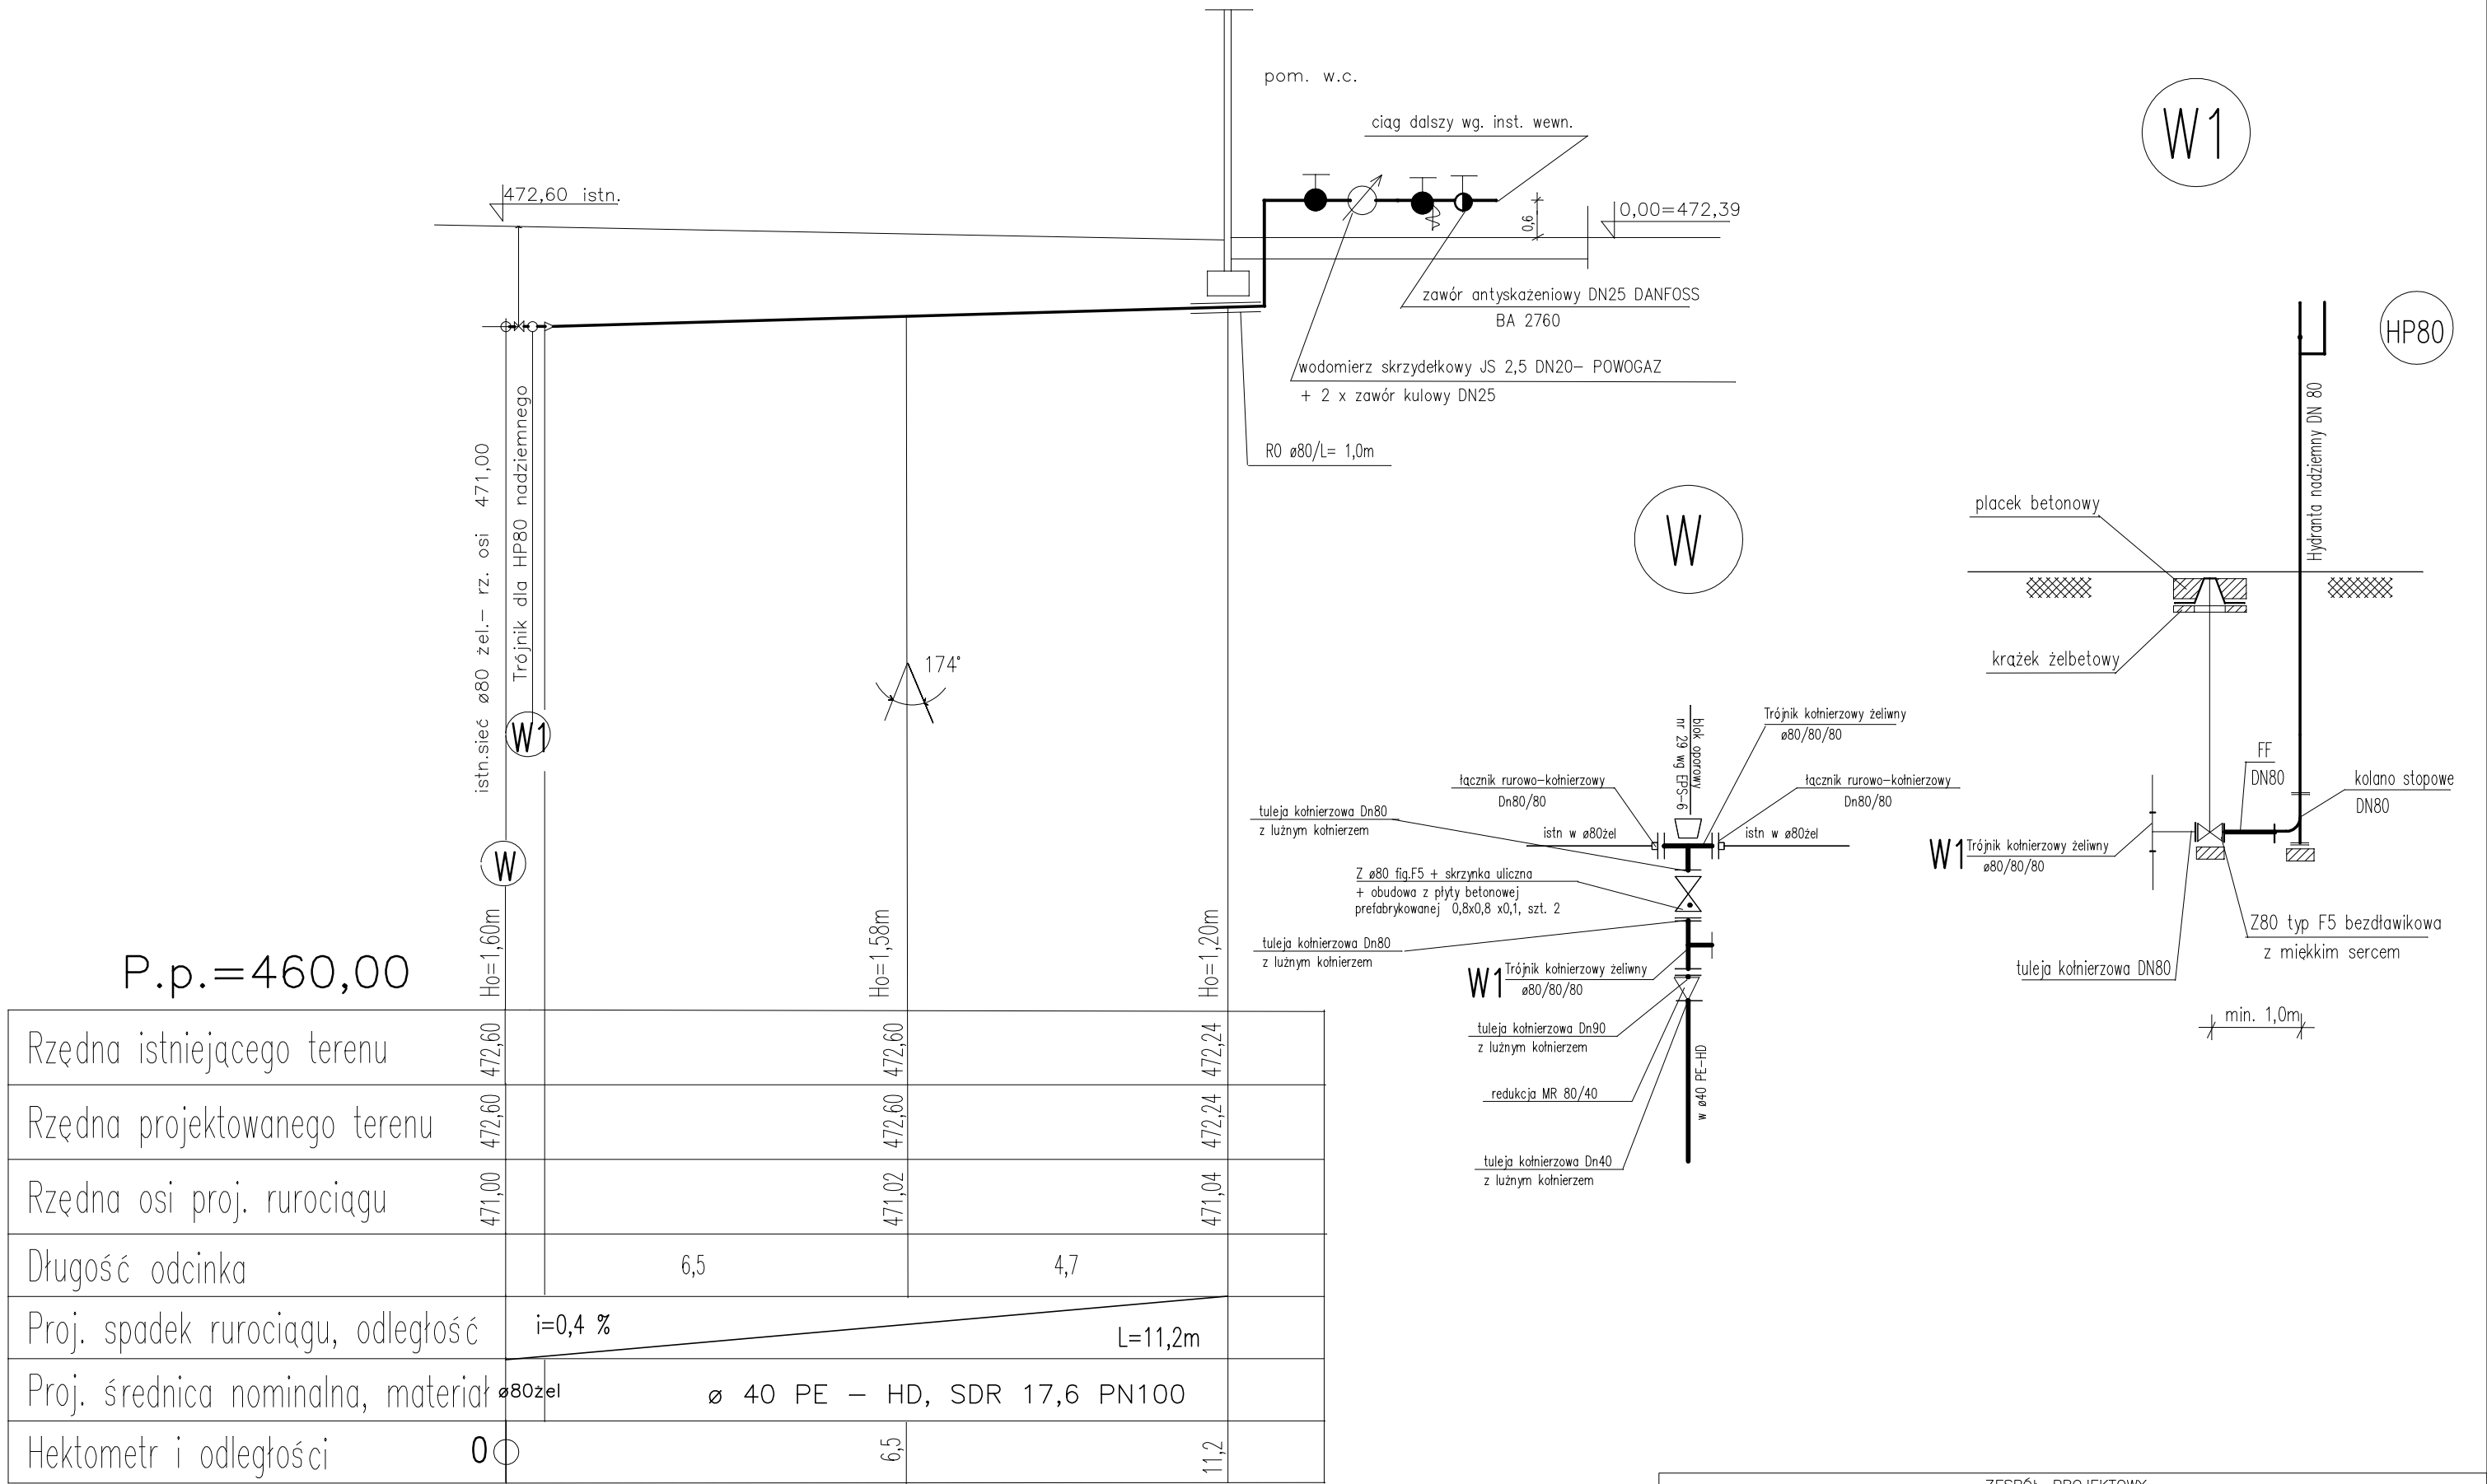 pom. w.c.
ciąg dalszy wg. inst. wewn.
472,60 istn.
0,6
0,00=472,39
zawór antyskażeniowy DN25 DANFOSS
BA 2760
wodomierz skrzydełkowy JS 2,5 DN20- POWOGAZ
+ 2 x zawór kulowy DN25
RO ø80/L= 1,0m
istn.sieć ø80 żel.- rz. osi 471,00
Trójnik dla HP80 nadziemnego
174°
W1
W
Ho=1,60m
Ho=1,58m
Ho=1,20m
P.p.=460,00
Rzędna istniejącego terenu 472,60 472,60 472,24
Rzędna projektowanego terenu 472,60 472,60 472,24
Rzędna osi proj. rurociągu 471,00 471,02 471,04
Długość odcinka 6,5 4,7
Proj. spadek rurociągu, odległość i=0,4 % L=11,2m
Proj. średnica nominalna, materiał ø80żel ø 40 PE - HD, SDR 17,6 PN100
Hektometr i odległości 0 6,5 11,2
W
blok oporowy
nr 29 wg EPS-6
Trójnik kołnierzowy żeliwny
ø80/80/80
łącznik rurowo-kołnierzowy
Dn80/80
łącznik rurowo-kołnierzowy
Dn80/80
tuleja kołnierzowa Dn80
z luźnym kołnierzem
istn w ø80żel
istn w ø80żel
Z ø80 fig.F5 + skrzynka uliczna
+ obudowa z płyty betonowej
prefabrykowanej 0,8x0,8 x0,1, szt. 2
tuleja kołnierzowa Dn80
z luźnym kołnierzem
W1 Trójnik kołnierzowy żeliwny
ø80/80/80
tuleja kołnierzowa Dn90
z luźnym kołnierzem
redukcja MR 80/40
w ø40 PE-HD
tuleja kołnierzowa Dn40
z luźnym kołnierzem
W1
HP80
Hydranta nadziemny DN 80
placek betonowy
krążek żelbetowy
FF
DN80
kolano stopowe
DN80
W1 Trójnik kołnierzowy żeliwny
ø80/80/80
Z80 typ F5 bezdławikowa
z miękkim sercem
tuleja kołnierzowa DN80
min. 1,0m
ZESPÓŁ PROJEKTOWY